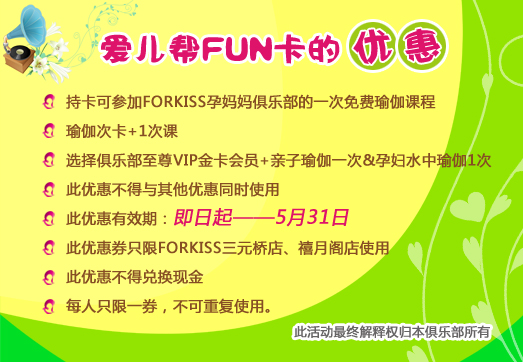 爱儿帮FUN卡的优惠
持卡可参加FORKISS孕妈妈俱乐部的一次免费瑜伽课程
瑜伽次卡+1次课
选择俱乐部至尊VIP金卡会员+亲子瑜伽一次&孕妇水中瑜伽1次
此优惠不得与其他优惠同时使用
此优惠有效期：即日起——5月31日
此优惠券只限FORKISS三元桥店、禧月阁店使用
此优惠不得兑换现金
每人只限一券，不可重复使用。
此活动最终解释权归本俱乐部所有